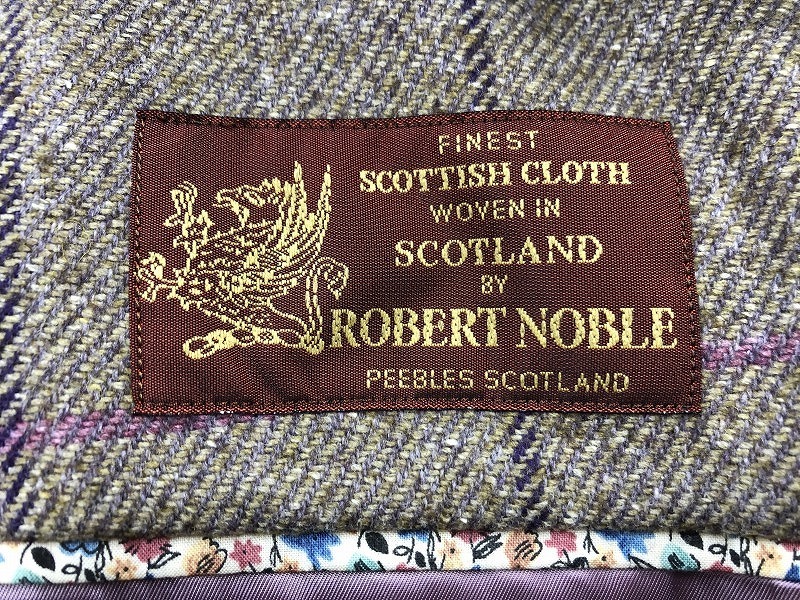 FINEST
SCOTTISH CLOTH
WOVEN IN
SCOTLAND
BY
ROBERT NOBLE
PEEBLES SCOTLAND